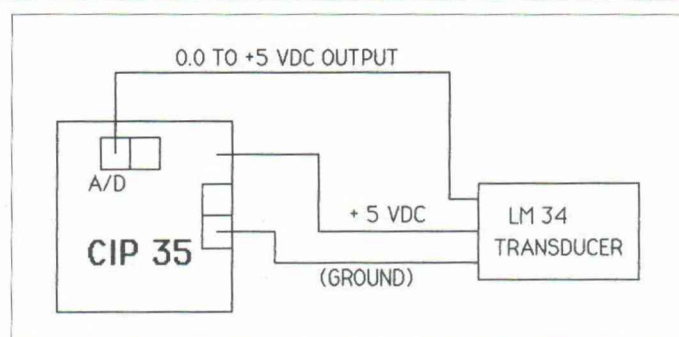 0.0 TO +5 VDC OUTPUT
A/D
CIP 35
+ 5 VDC
(GROUND)
LM 34
TRANSDUCER